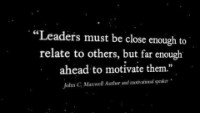 “Leaders must be close enough to
relate to others, but far enough
ahead to motivate them.”
John C. Maxwell Author and motivational speaker